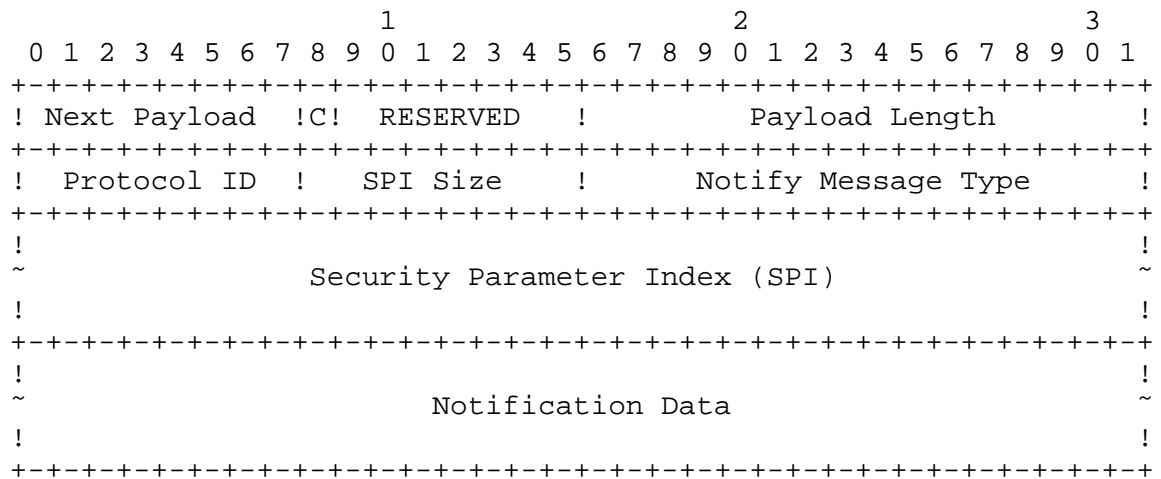 1                   2                   3
 0 1 2 3 4 5 6 7 8 9 0 1 2 3 4 5 6 7 8 9 0 1 2 3 4 5 6 7 8 9 0 1
+-+-+-+-+-+-+-+-+-+-+-+-+-+-+-+-+-+-+-+-+-+-+-+-+-+-+-+-+-+-+-+-+
! Next Payload  !C!  RESERVED   !         Payload Length        !
+-+-+-+-+-+-+-+-+-+-+-+-+-+-+-+-+-+-+-+-+-+-+-+-+-+-+-+-+-+-+-+-+
!  Protocol ID  !   SPI Size    !      Notify Message Type      !
+-+-+-+-+-+-+-+-+-+-+-+-+-+-+-+-+-+-+-+-+-+-+-+-+-+-+-+-+-+-+-+-+
!                                                               !
~                Security Parameter Index (SPI)                 ~
!                                                               !
+-+-+-+-+-+-+-+-+-+-+-+-+-+-+-+-+-+-+-+-+-+-+-+-+-+-+-+-+-+-+-+-+
!                                                               !
~                       Notification Data                       ~
!                                                               !
+-+-+-+-+-+-+-+-+-+-+-+-+-+-+-+-+-+-+-+-+-+-+-+-+-+-+-+-+-+-+-+-+